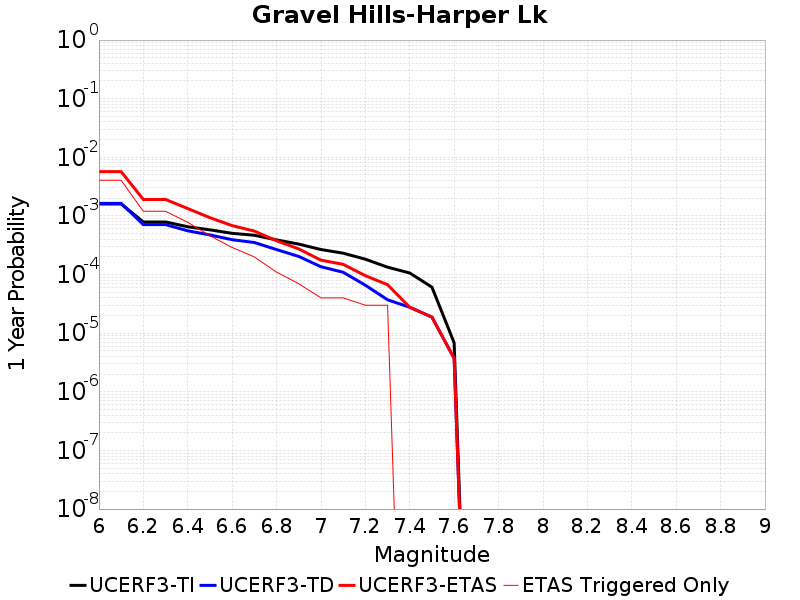 Gravel Hills-Harper Lk
10^0
10^-1
10^-2
10^-3
10^-4
10^-5
10^-6
10^-7
10^-8
1 Year Probability
6 6.2 6.4 6.6 6.8 7 7.2 7.4 7.6 7.8 8 8.2 8.4 8.6 8.8 9
Magnitude
UCERF3-TI UCERF3-TD UCERF3-ETAS ETAS Triggered Only